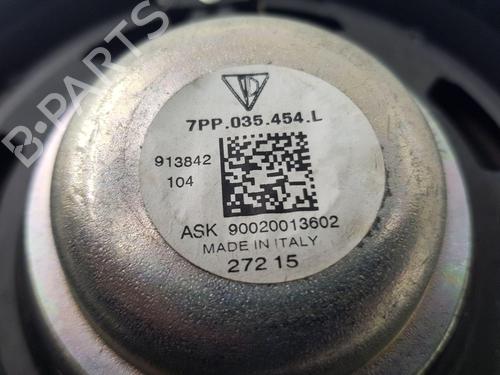 7PP.035.454.L
913842
104
ASK 90020013602
MADE IN ITALY
272 15
B-PARTS